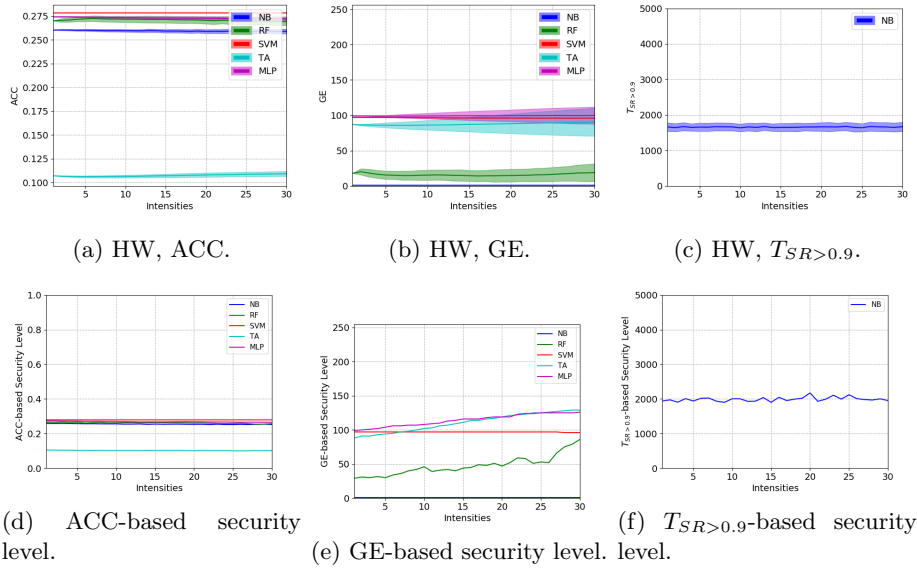 0.275
0.250
0.225
0.200
0.175
0.150
0.125
0.100
ACC
5 10 15 20 25 30
Intensities
NB
RF
SVM
TA
MLP
(a) HW, ACC.
250
200
150
100
50
0
GE
5 10 15 20 25 30
Intensities
NB
RF
SVM
TA
MLP
(b) HW, GE.
5000
4000
3000
2000
1000
0
T_{SR>0.9}
5 10 15 20 25 30
Intensities
NB
(c) HW, T_{SR>0.9}.
1.0
0.8
0.6
0.4
0.2
0.0
ACC-based Security Level
5 10 15 20 25 30
Intensities
NB
RF
SVM
TA
MLP
(d) ACC-based security
level.
250
200
150
100
50
0
GE-based Security Level
5 10 15 20 25 30
Intensities
NB
RF
SVM
TA
MLP
(e) GE-based security level.
5000
4000
3000
2000
1000
0
T_{SR>0.9}-based Security Level
5 10 15 20 25 30
Intensities
NB
(f) T_{SR>0.9}-based security
level.